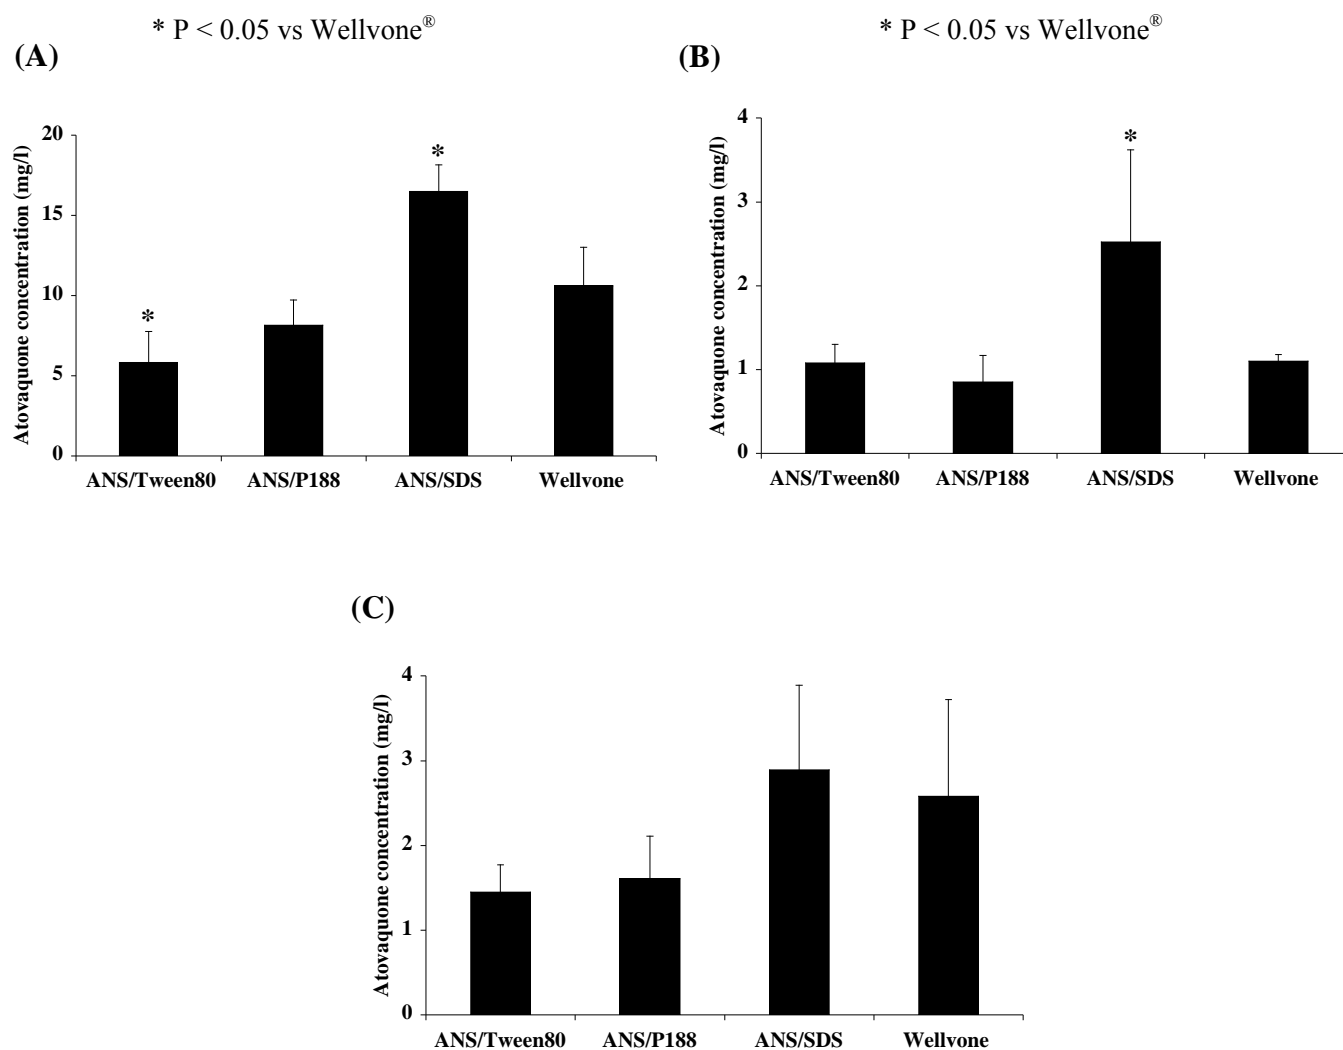 * P < 0.05 vs Wellvone®
(A)
Atovaquone concentration (mg/l)
20
15
10
5
0
*
*
ANS/Tween80 ANS/P188 ANS/SDS Wellvone
* P < 0.05 vs Wellvone®
(B)
Atovaquone concentration (mg/l)
4
3
2
1
0
*
ANS/Tween80 ANS/P188 ANS/SDS Wellvone
(C)
Atovaquone concentration (mg/l)
4
3
2
1
0
ANS/Tween80 ANS/P188 ANS/SDS Wellvone